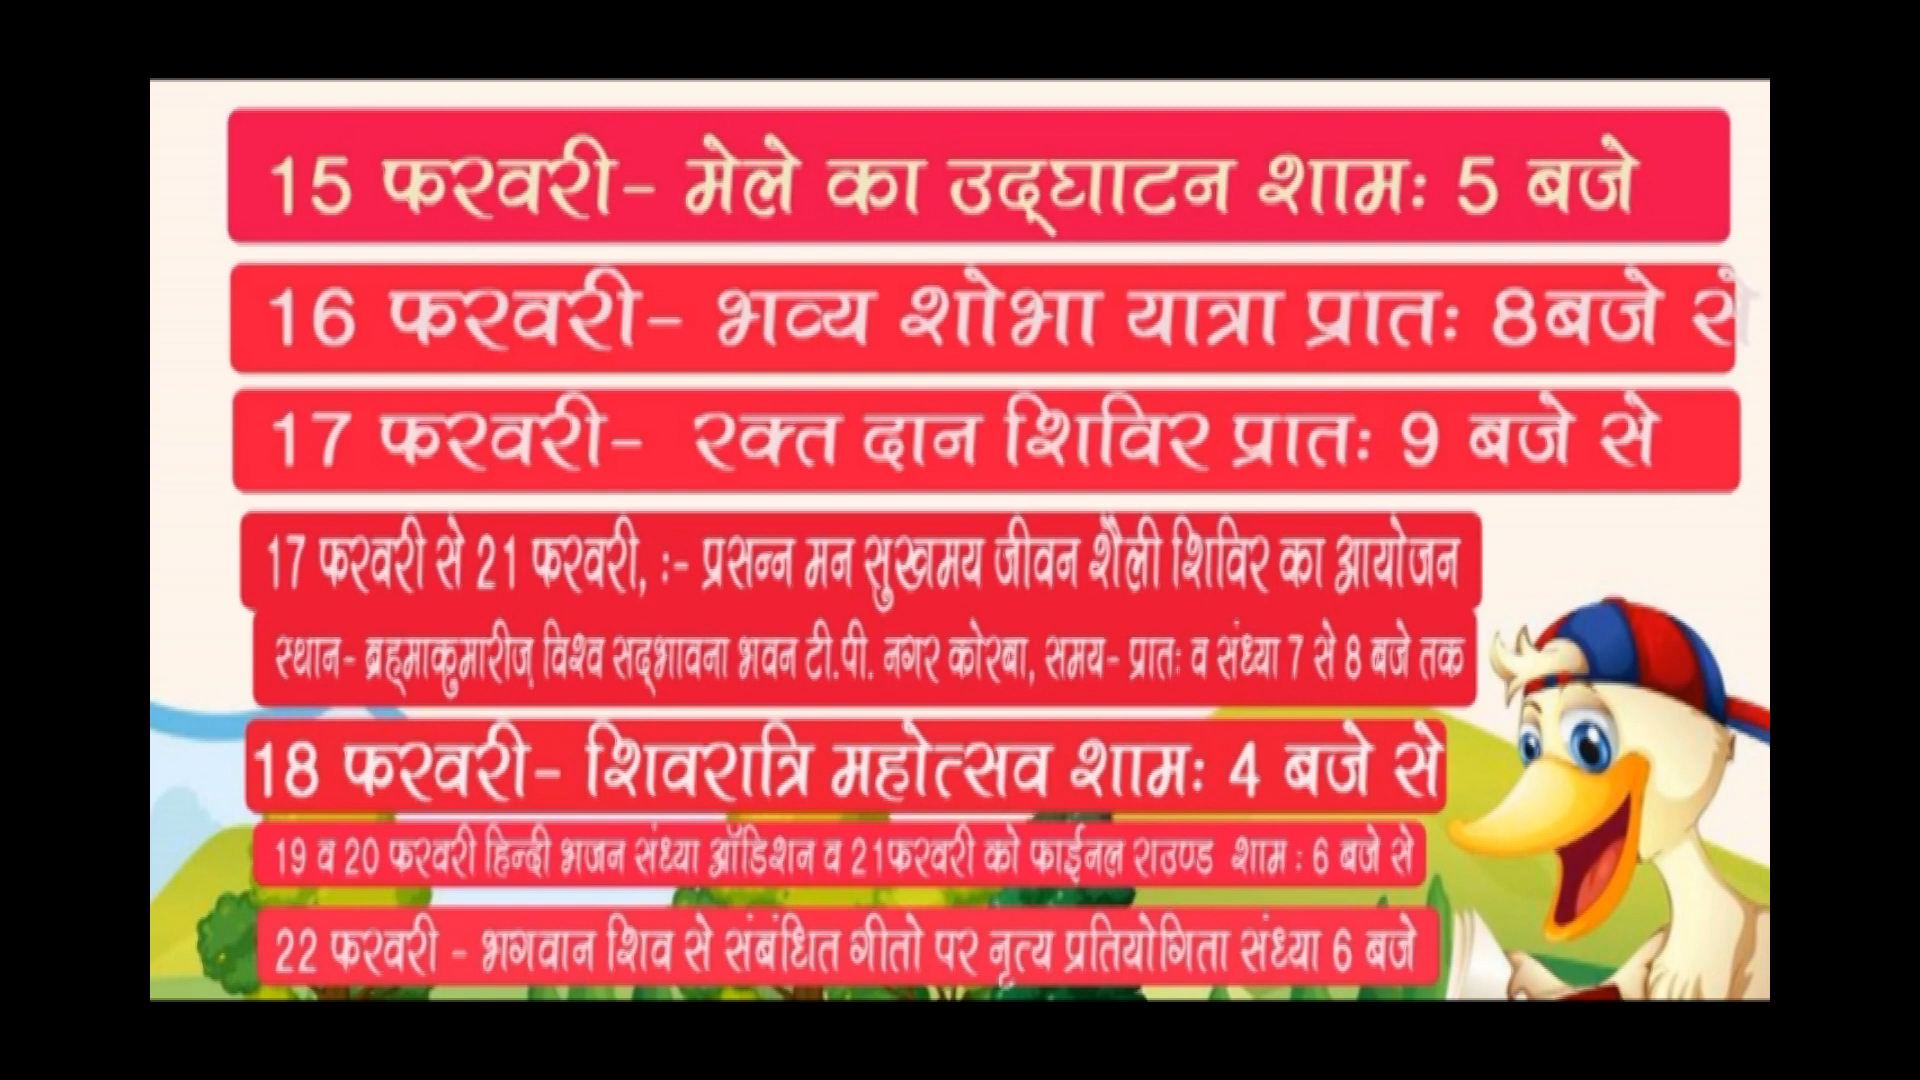 15 फरवरी- मेले का उद्घाटन शामः 5 बजे
16 फरवरी- भव्य शोभा यात्रा प्रातः 8बजे से
17 फरवरी- रक्त दान शिविर प्रातः 9 बजे से
17 फरवरी से 21 फरवरी, :- प्रसन्न मन सुखमय जीवन शैली शिविर का आयोजन
स्थान- ब्रह्माकुमारीज़ विश्व सद्भावना भवन टी.पी. नगर कोरबा, समय- प्रातः व संध्या 7 से 8 बजे तक
18 फरवरी- शिवरात्रि महोत्सव शामः 4 बजे से
19 व 20 फरवरी हिन्दी भजन संध्या ऑडिशन व 21फरवरी को फाईनल राउण्ड शाम : 6 बजे से
22 फरवरी - भगवान शिव से संबंधित गीतो पर नृत्य प्रतियोगिता संध्या 6 बजे